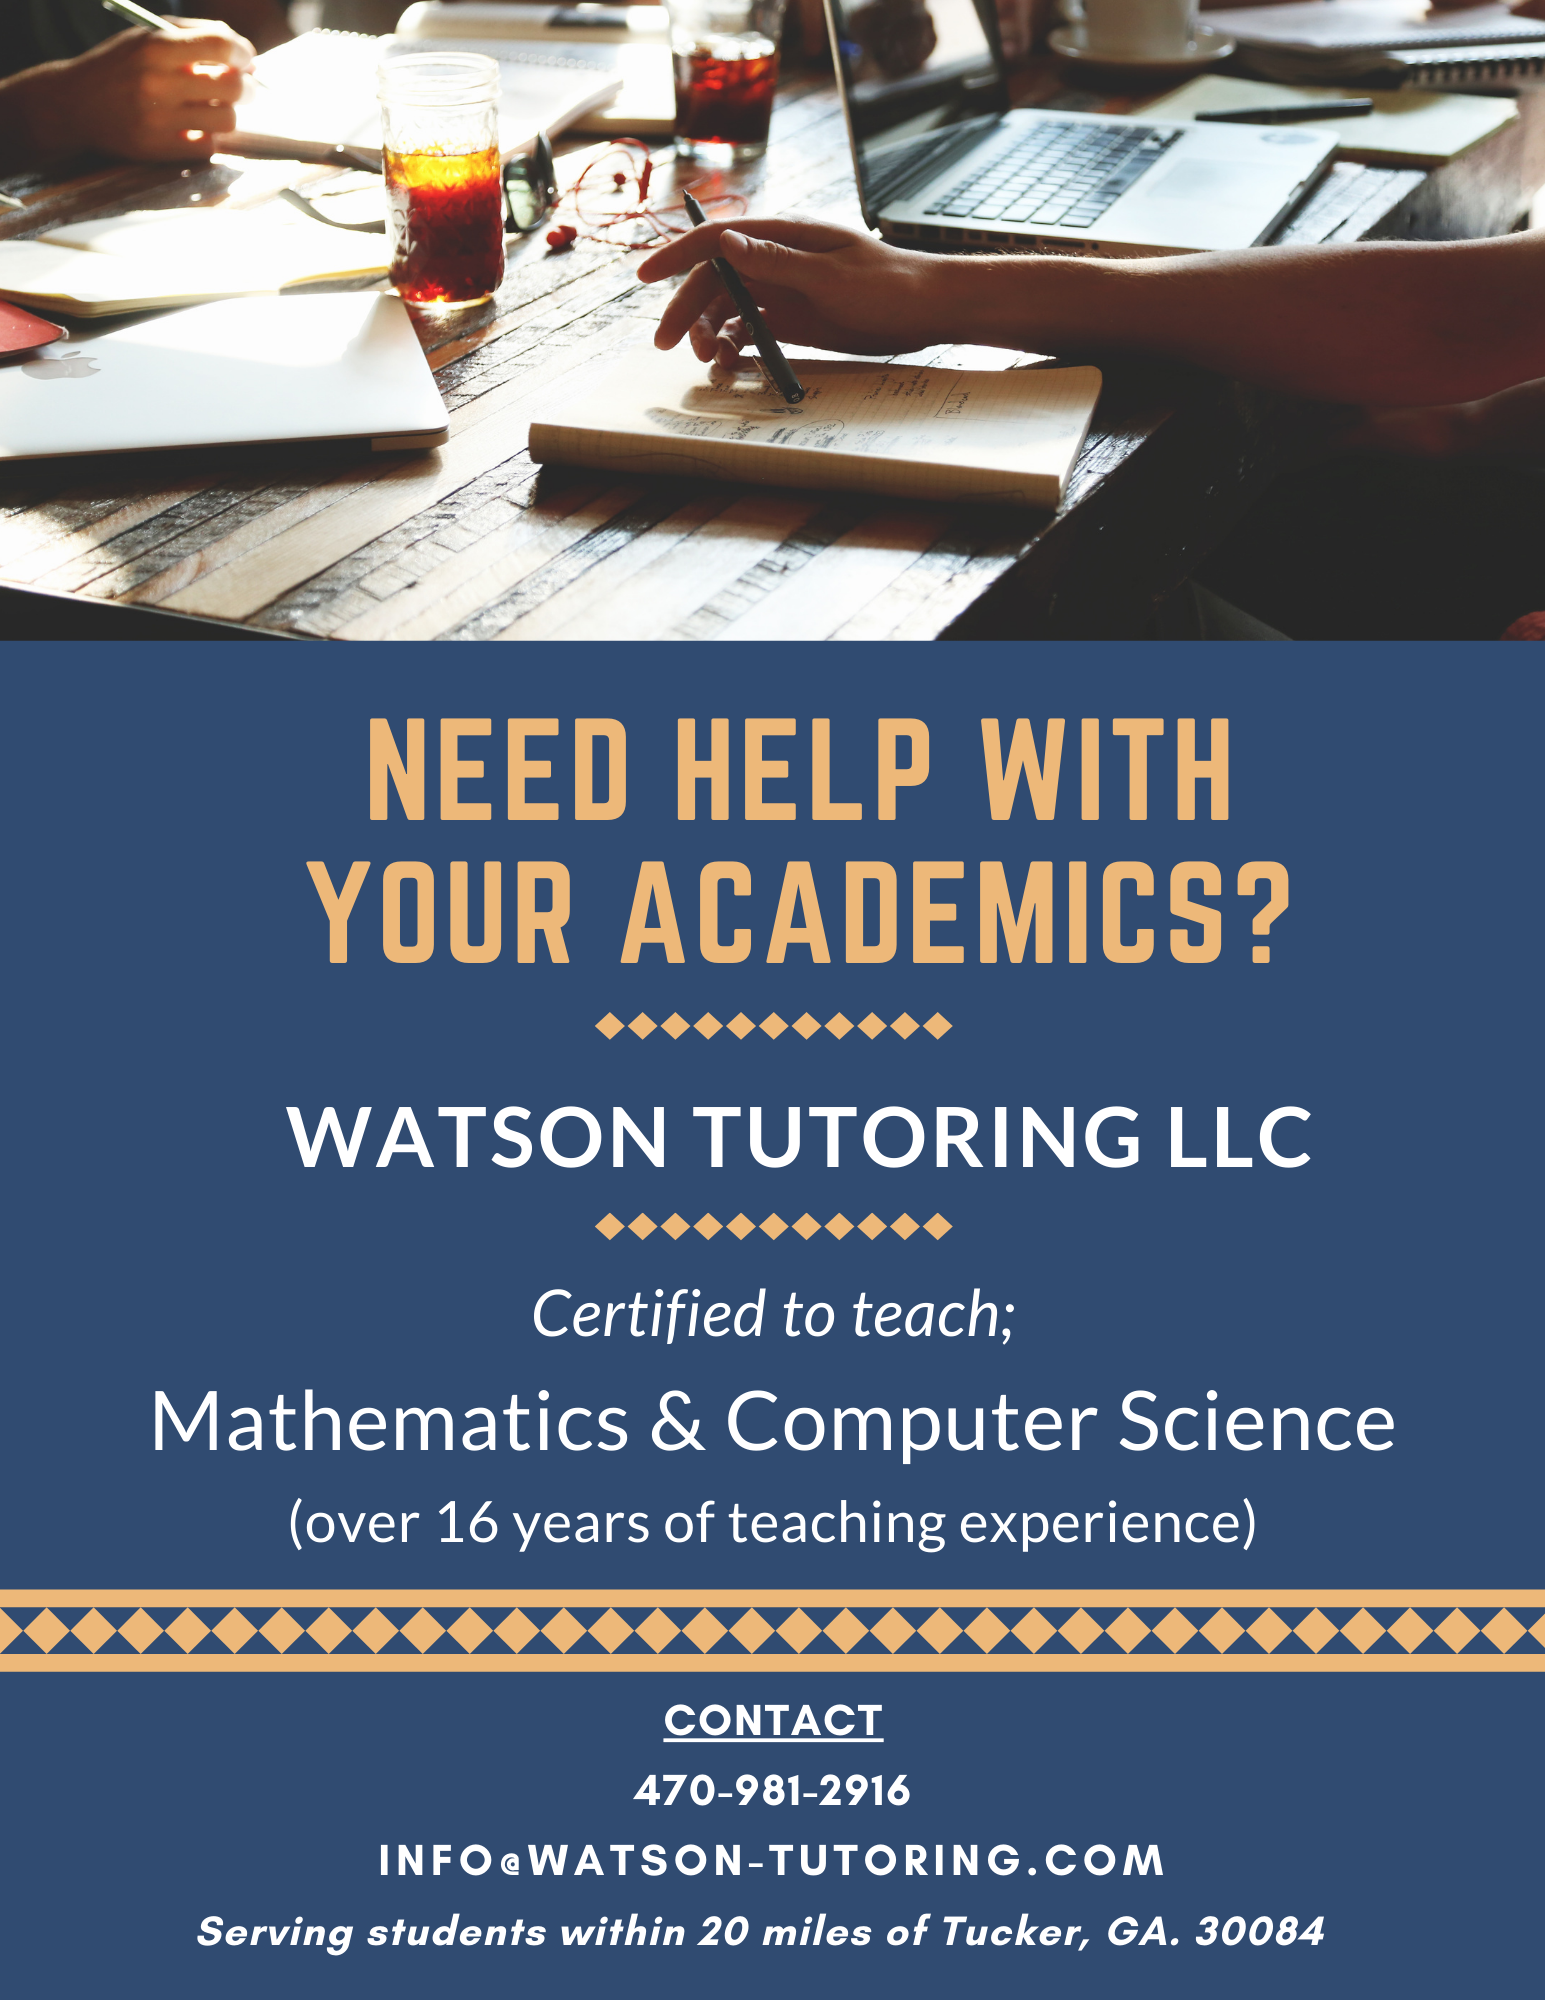 NEED HELP WITH
YOUR ACADEMICS?
WATSON TUTORING LLC
Certified to teach;
Mathematics & Computer Science
(over 16 years of teaching experience)
CONTACT
470-981-2916
INFO@WATSON-TUTORING.COM
Serving students within 20 miles of Tucker, GA. 30084